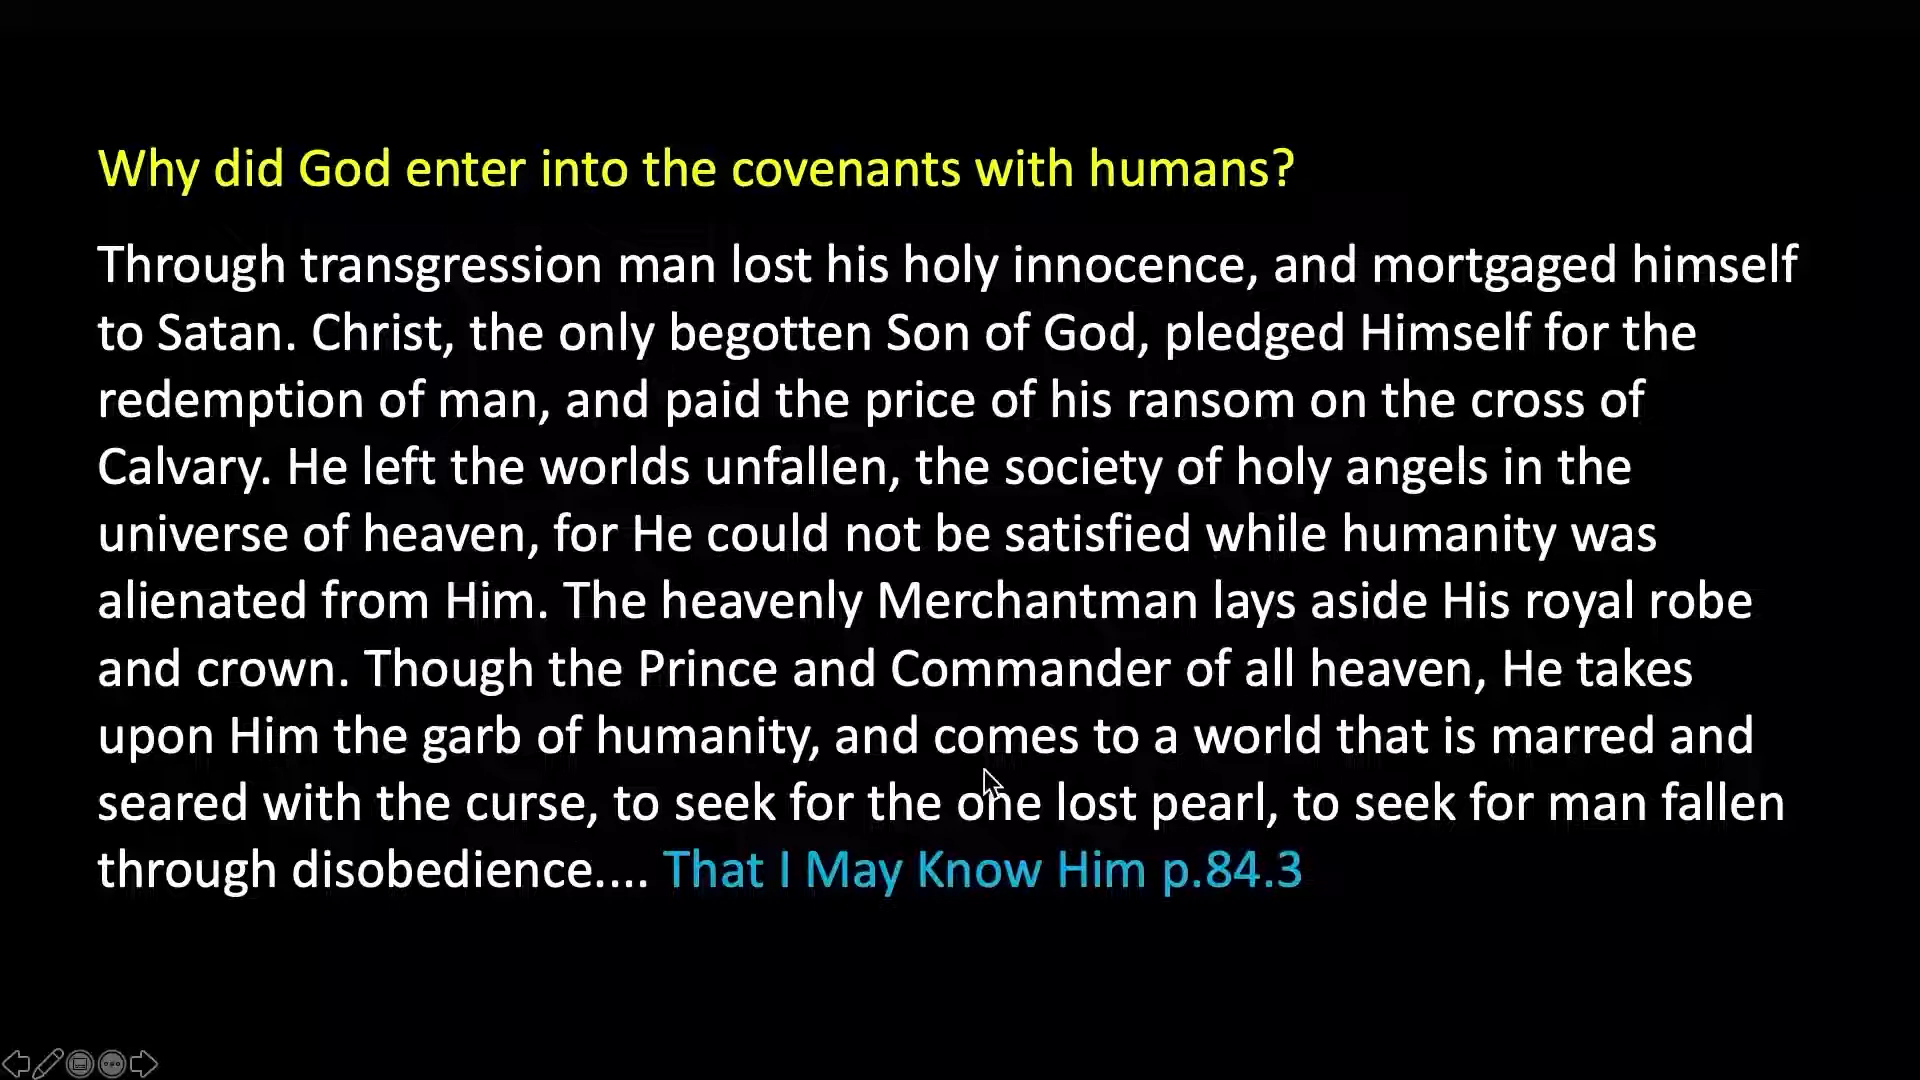 Why did God enter into the covenants with humans?
Through transgression man lost his holy innocence, and mortgaged himself
to Satan. Christ, the only begotten Son of God, pledged Himself for the
redemption of man, and paid the price of his ransom on the cross of
Calvary. He left the worlds unfallen, the society of holy angels in the
universe of heaven, for He could not be satisfied while humanity was
alienated from Him. The heavenly Merchantman lays aside His royal robe
and crown. Though the Prince and Commander of all heaven, He takes
upon Him the garb of humanity, and comes to a world that is marred and
seared with the curse, to seek for the one lost pearl, to seek for man fallen
through disobedience.... That I May Know Him p.84.3